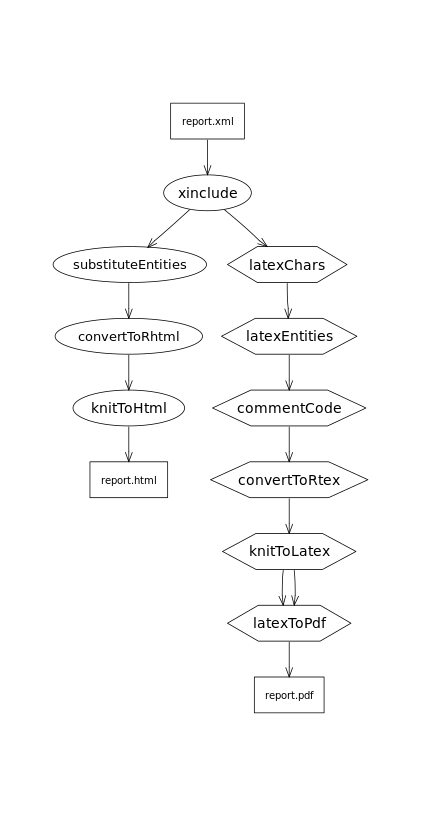 report.xml
xinclude
substituteEntities
latexChars
convertToRhtml
latexEntities
knitToHtml
commentCode
report.html
convertToRtex
knitToLatex
latexToPdf
report.pdf